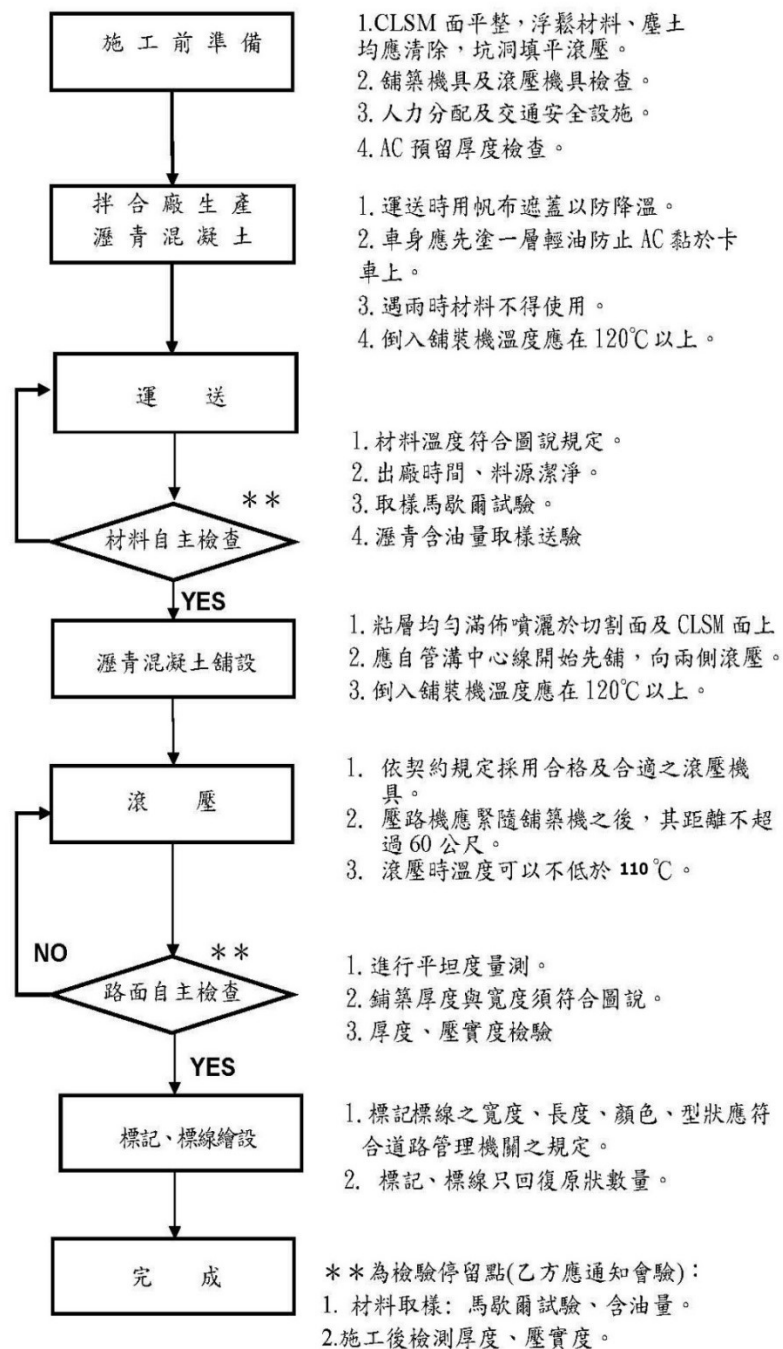 施工前準備
1.CLSM 面平整，浮鬆材料、塵土
均應清除，坑洞填平滾壓。
2. 舖築機具及滾壓機具檢查。
3. 人力分配及交通安全設施。
4. AC 預留厚度檢查。
拌合廠生產
瀝青混凝土
1. 運送時用帆布遮蓋以防降溫。
2. 車身應先塗一層輕油防止 AC 黏於卡
車上。
3. 遇雨時材料不得使用。
4. 倒入舖裝機溫度應在 120℃以上。
運送
1. 材料溫度符合圖說規定。
2. 出廠時間、料源潔淨。
3. 取樣馬歇爾試驗。
4. 瀝青含油量取樣送驗
＊＊
材料自主檢查
YES
瀝青混凝土舖設
1. 粘層均勻滿佈噴灑於切割面及 CLSM 面上
2. 應自管溝中心線開始先舖，向兩側滾壓。
3. 倒入舖裝機溫度應在 120℃以上。
滾壓
1. 依契約規定採用合格及合適之滾壓機
具。
2. 壓路機應緊隨舖築機之後，其距離不超
過 60 公尺。
3. 滾壓時溫度可以不低於 110℃。
NO
＊＊
路面自主檢查
YES
1. 進行平坦度量測。
2. 舖築厚度與寬度須符合圖說。
3. 厚度、壓實度檢驗
標記、標線繪設
1. 標記標線之寬度、長度、顏色、型狀應符
合道路管理機關之規定。
2. 標記、標線只回復原狀數量。
完成
＊＊為檢驗停留點(乙方應通知會驗)：
1. 材料取樣: 馬歇爾試驗、含油量。
2.施工後檢測厚度、壓實度。